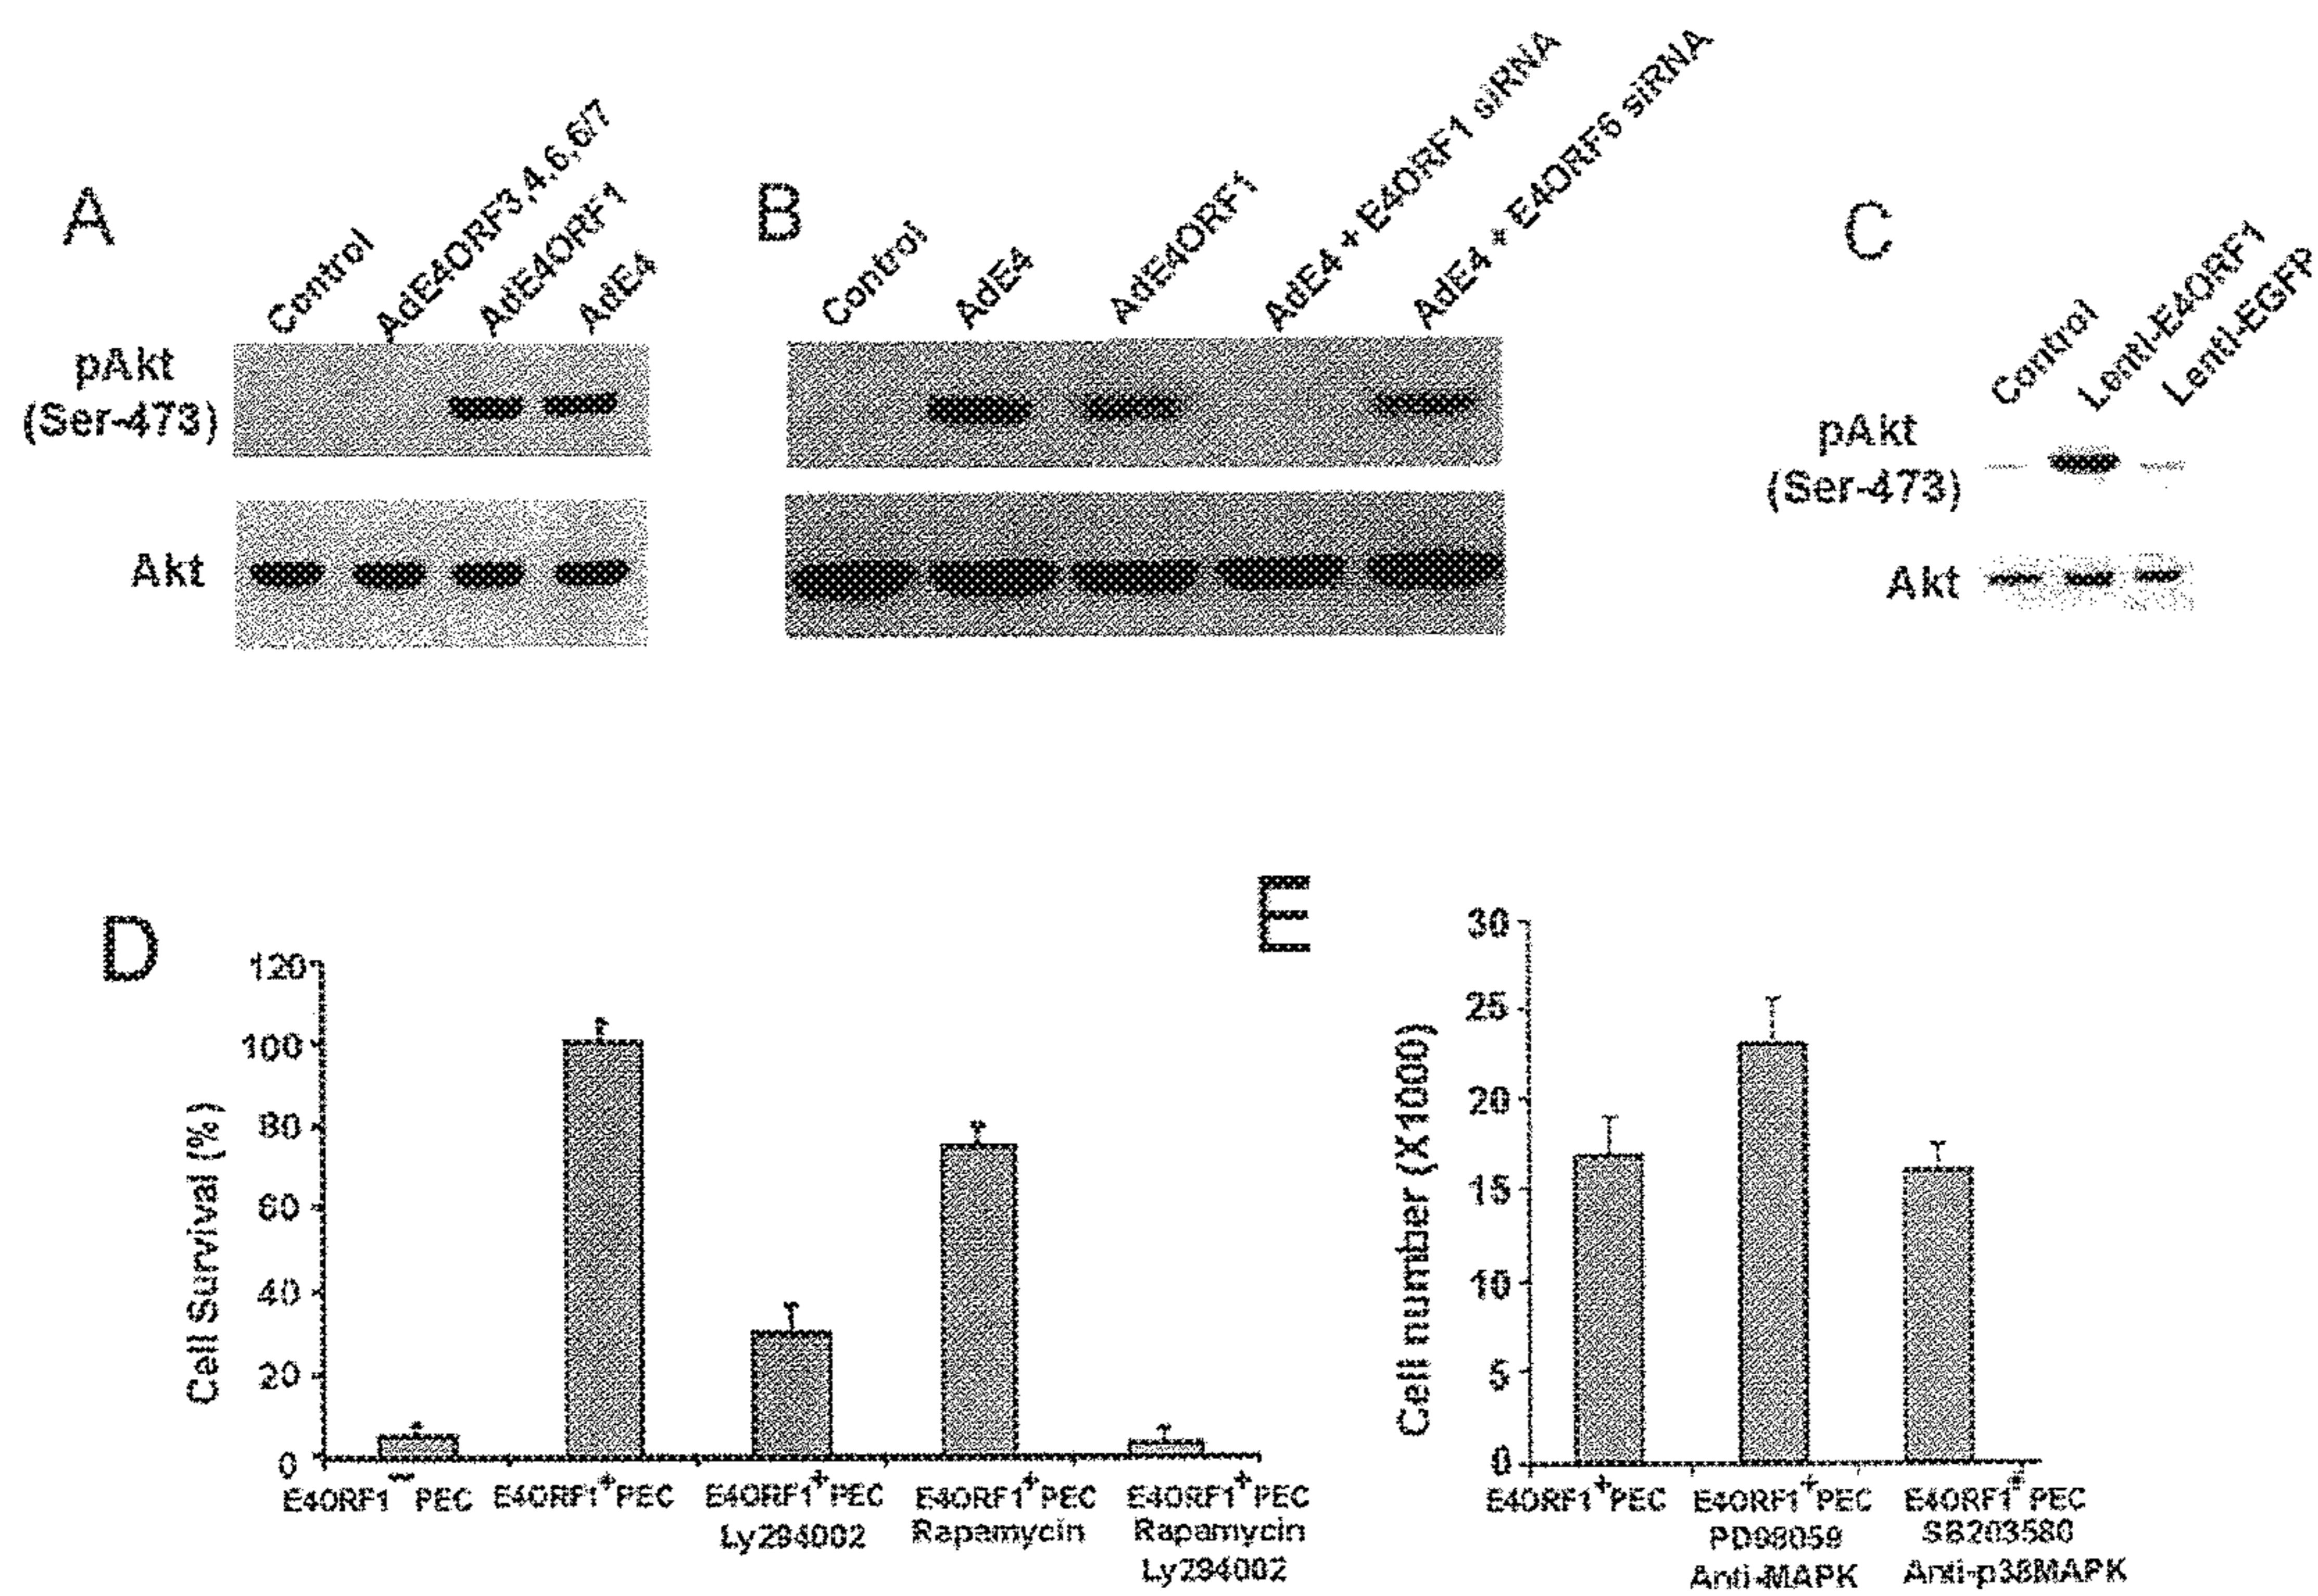 A
Control
AdE4ORF3,4,6,6/7
AdE4ORF1
AdE4
pAkt
(Ser-473)
Akt
B
Control
AdE4
AdE4ORF1
AdE4 + E4ORF1 siRNA
AdE4 + E4ORF6 siRNA
C
Control
Lenti-E4ORF1
Lenti-EGFP
pAkt
(Ser-473)
Akt
D
Cell Survival (%)
120
100
80
60
40
20
0
E4ORF1⁻ PEC
E4ORF1⁺PEC
E4ORF1⁺PEC
Ly294002
E4ORF1⁺PEC
Rapamycin
E4ORF1⁺PEC
Rapamycin
Ly294002
E
Cell number (X1000)
30
25
20
15
10
5
0
E4ORF1⁺PEC
E4ORF1⁺PEC
PD98059
Anti-MAPK
E4ORF1⁺PEC
SB203580
Anti-p38MAPK